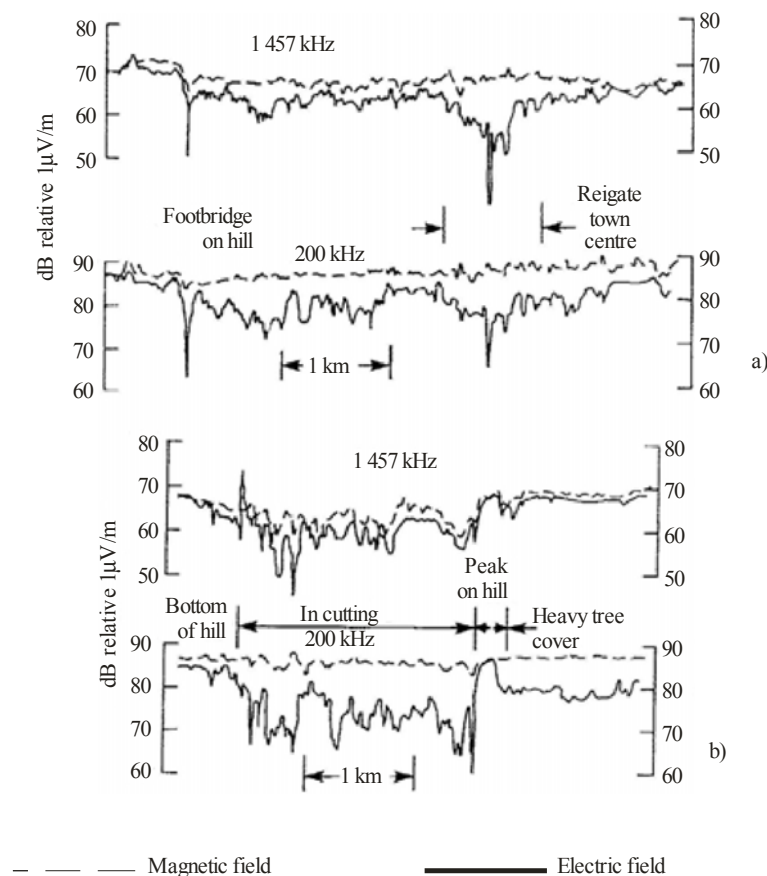 80
80
1 457 kHz
70
70
60
60
50
50
dB relative 1µV/m
Footbridge
on hill
Reigate
town
centre
200 kHz
90
90
80
80
70
70
1 km
60
60
a)
80
80
1 457 kHz
70
70
60
60
50
50
dB relative 1µV/m
Peak
on hill
Bottom
of hill
In cutting
200 kHz
Heavy tree
cover
90
90
80
80
70
70
60
60
1 km
b)
Magnetic field
Electric field